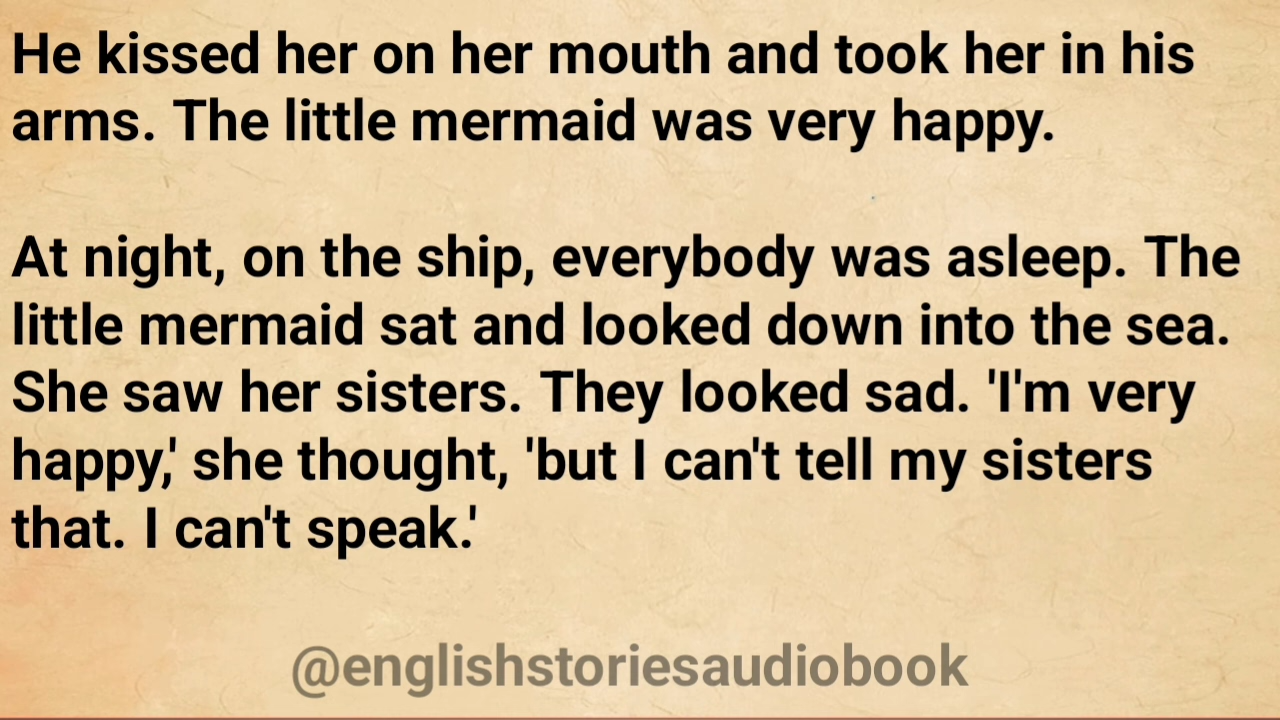 He kissed her on her mouth and took her in his
arms. The little mermaid was very happy.
At night, on the ship, everybody was asleep. The
little mermaid sat and looked down into the sea.
She saw her sisters. They looked sad. 'I'm very
happy,' she thought, 'but I can't tell my sisters
that. I can't speak.'
@englishstoriesaudiobook